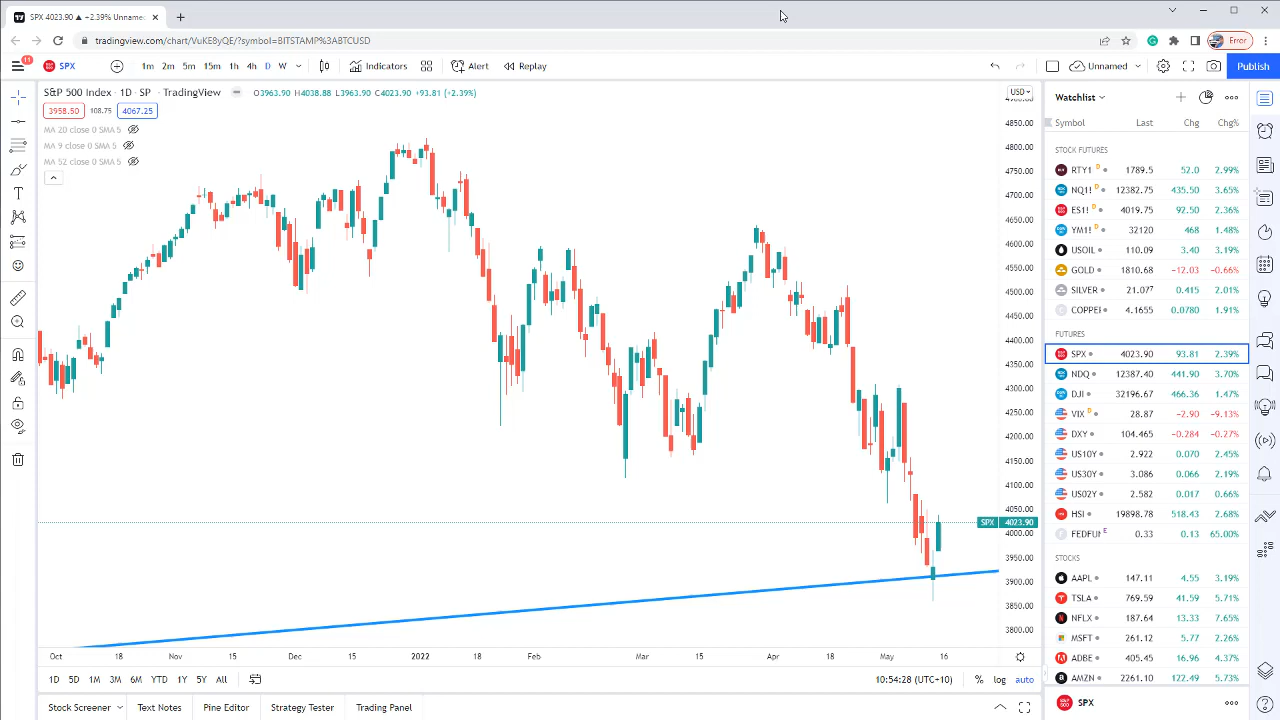 SPX 4023.90 ▲ +2.39% Unname
tradingview.com/chart/VuKE8yQE/?symbol=BITSTAMP%3ABTCUSD
Error
11
SPX
1m 2m 5m 15m 1h 4h D W
Indicators
Alert
Replay
Unnamed
Publish
S&P 500 Index · 1D · SP · TradingView
O3963.90 H4038.88 L3963.90 C4023.90 +93.81 (+2.39%)
3958.50 108.75 4067.25
MA 20 close 0 SMA 5
MA 9 close 0 SMA 5
MA 52 close 0 SMA 5
USD
4850.00
4800.00
4750.00
4700.00
4650.00
4600.00
4550.00
4500.00
4450.00
4400.00
4350.00
4300.00
4250.00
4200.00
4150.00
4100.00
4050.00
SPX 4023.90
4000.00
3950.00
3900.00
3850.00
3800.00
Oct 18 Nov 15 Dec 15 2022 18 Feb Mar 15 Apr 18 May 16
1D 5D 1M 3M 6M YTD 1Y 5Y All
10:54:28 (UTC+10) % log auto
Stock Screener Text Notes Pine Editor Strategy Tester Trading Panel
Watchlist
Symbol Last Chg Chg%
STOCK FUTURES
RTY1 D 1789.5 52.0 2.99%
NQ1! D 12382.75 435.50 3.65%
ES1! D 4019.75 92.50 2.36%
YM1! D 32120 468 1.48%
USOIL 110.09 3.40 3.19%
GOLD 1810.68 −12.03 −0.66%
SILVER 21.077 0.415 2.01%
COPPER 4.1655 0.0780 1.91%
FUTURES
SPX 4023.90 93.81 2.39%
NDQ 12387.40 441.90 3.70%
DJI 32196.67 466.36 1.47%
VIX D 28.87 −2.90 −9.13%
DXY 104.465 −0.284 −0.27%
US10Y 2.922 0.070 2.45%
US30Y 3.086 0.066 2.19%
US02Y 2.582 0.017 0.66%
HSI 19898.78 518.43 2.68%
FEDFUN E 0.33 0.13 65.00%
STOCKS
AAPL 147.11 4.55 3.19%
TSLA 769.59 41.59 5.71%
NFLX 187.64 13.33 7.65%
MSFT 261.12 5.77 2.26%
ADBE 405.45 16.96 4.37%
AMZN 2261.10 122.49 5.73%
SPX